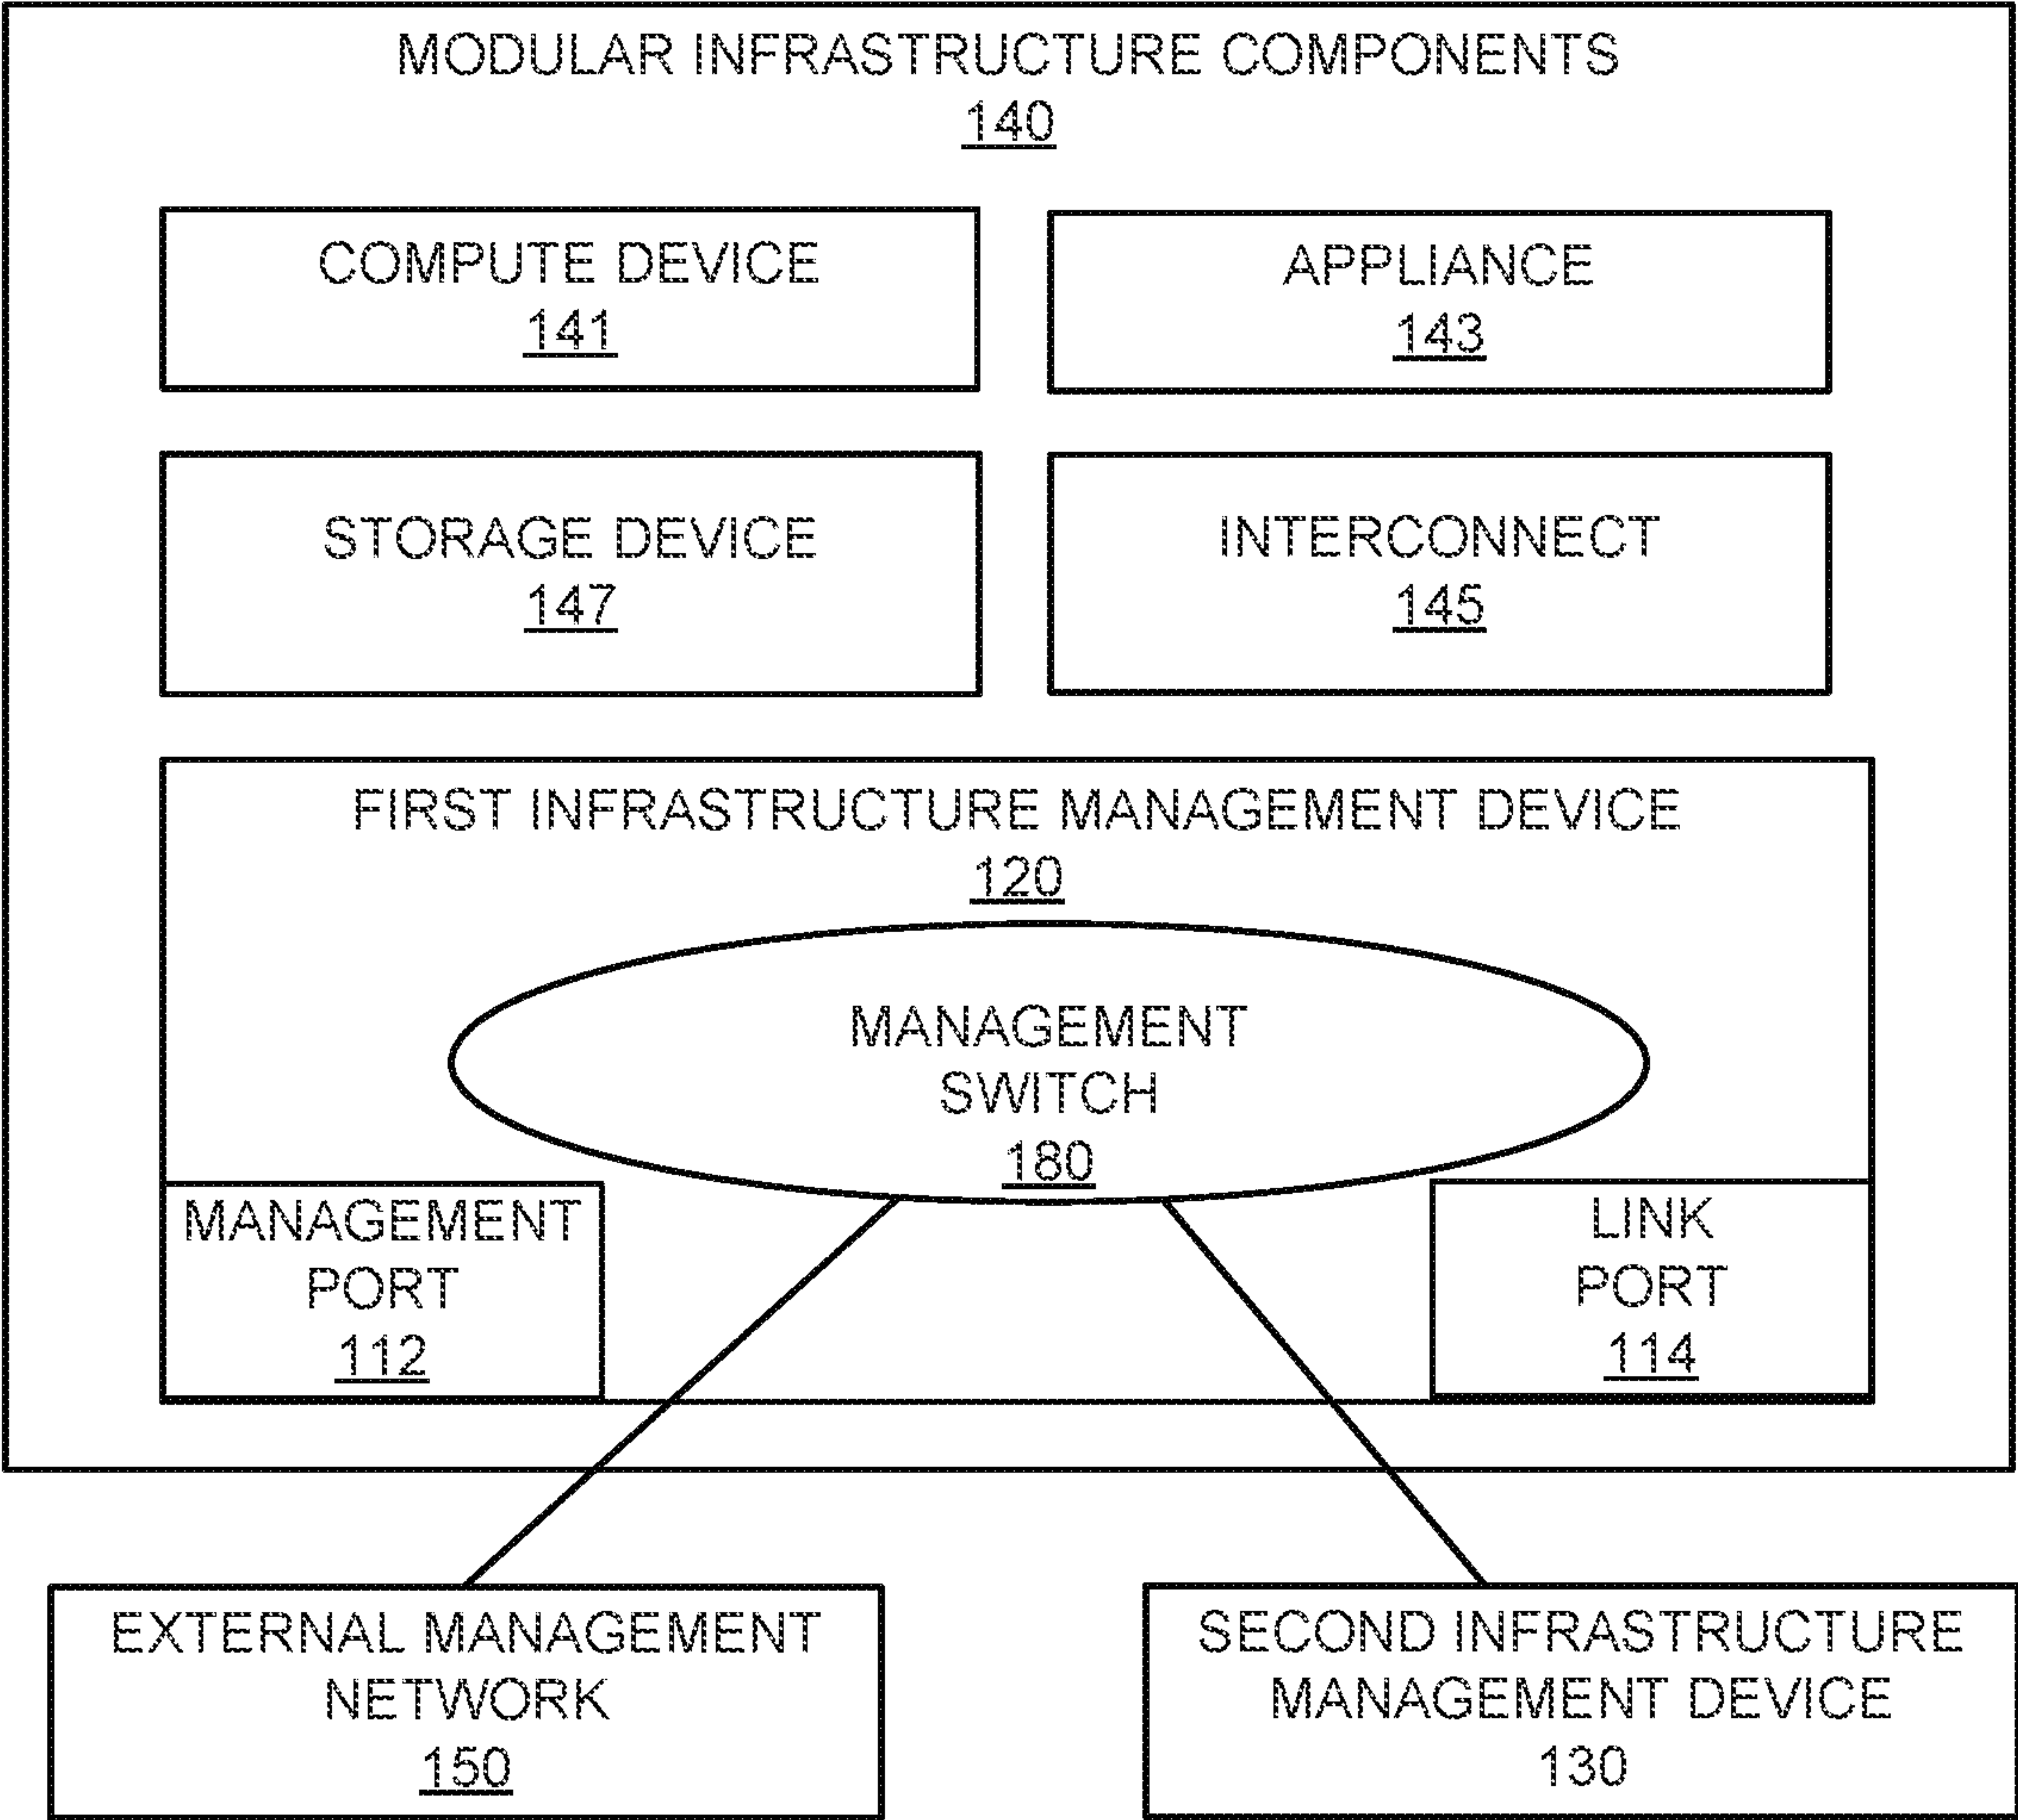 MODULAR INFRASTRUCTURE COMPONENTS
140
COMPUTE DEVICE
141
APPLIANCE
143
STORAGE DEVICE
147
INTERCONNECT
145
FIRST INFRASTRUCTURE MANAGEMENT DEVICE
120
MANAGEMENT
SWITCH
180
MANAGEMENT
PORT
112
LINK
PORT
114
EXTERNAL MANAGEMENT
NETWORK
150
SECOND INFRASTRUCTURE
MANAGEMENT DEVICE
130